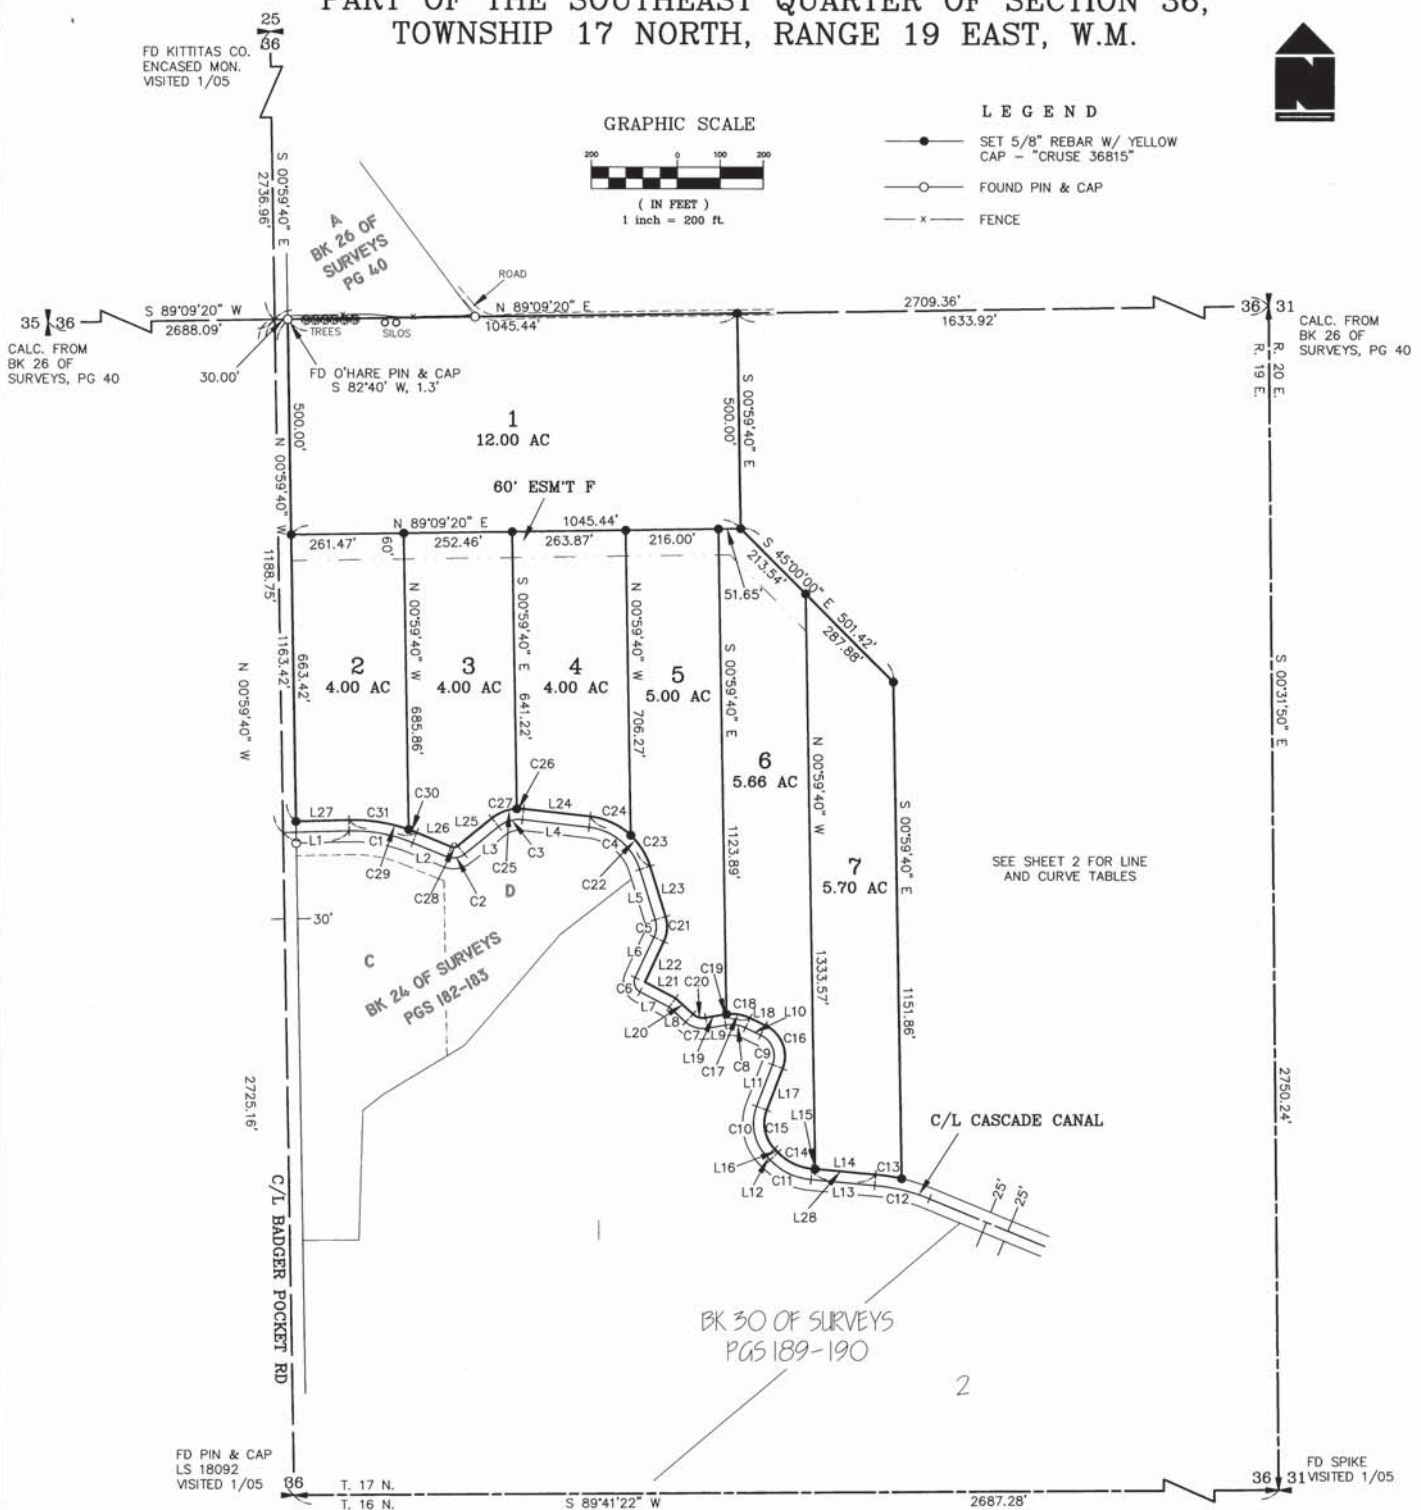 PART OF THE SOUTHEAST QUARTER OF SECTION 36,
TOWNSHIP 17 NORTH, RANGE 19 EAST, W.M.
25
36
FD KITTITAS CO.
ENCASED MON.
VISITED 1/05
N
GRAPHIC SCALE
200 0 100 200
( IN FEET )
1 inch = 200 ft.
LEGEND
SET 5/8" REBAR W/ YELLOW
CAP - "CRUSE 36815"
FOUND PIN & CAP
x FENCE
S 00°59'40" E
2736.96'
A
BK 26 OF
SURVEYS
PG 40
ROAD
S 89°09'20" W
2688.09'
35 36
CALC. FROM
BK 26 OF
SURVEYS, PG 40
N 89°09'20" E
1045.44'
2709.36'
1633.92'
36 31
CALC. FROM
BK 26 OF
SURVEYS, PG 40
R. 19 E.
R. 20 E.
TREES
SILOS
30.00'
FD O'HARE PIN & CAP
S 82°40' W, 1.3'
500.00'
N 00°59'40" W
1
12.00 AC
500.00'
S 00°59'40" E
60' ESM'T F
N 89°09'20" E
1045.44'
261.47'
60'
252.46'
263.87'
216.00'
51.65'
S 45°00'00" E
501.42'
213.54'
287.88'
1188.75'
1163.42'
663.42'
N 00°59'40" W
2
4.00 AC
N 00°59'40" W
685.86'
3
4.00 AC
S 00°59'40" E
641.22'
4
4.00 AC
N 00°59'40" W
706.27'
5
5.00 AC
S 00°59'40" E
1123.89'
6
5.66 AC
N 00°59'40" W
1333.57'
7
5.70 AC
S 00°59'40" E
1151.86'
S 00°31'50" E
2750.24'
SEE SHEET 2 FOR LINE
AND CURVE TABLES
L27
C31
C30
L26
L25
C27
C26
L24
C24
C23
L1
C1
L2
L3
C3
L4
C4
C29
C28
C2
C25
C22
L23
L5
C5
C21
L6
L22
C6
L21
L7
C20
C19
C18
L18
L10
L20
L8
C7
L9
L19
C17
C8
C16
C9
L11
L17
C10
C15
L15
L16
L12
C14
C11
L14
L13
L28
C13
C12
30'
D
C
BK 24 OF SURVEYS
PGS 182-183
2725.16'
C/L BADGER POCKET RD
C/L CASCADE CANAL
25'
25'
BK 30 OF SURVEYS
PGS 189-190
2
FD PIN & CAP
LS 18092
VISITED 1/05
36
T. 17 N.
T. 16 N.
S 89°41'22" W
2687.28'
36 31
FD SPIKE
VISITED 1/05